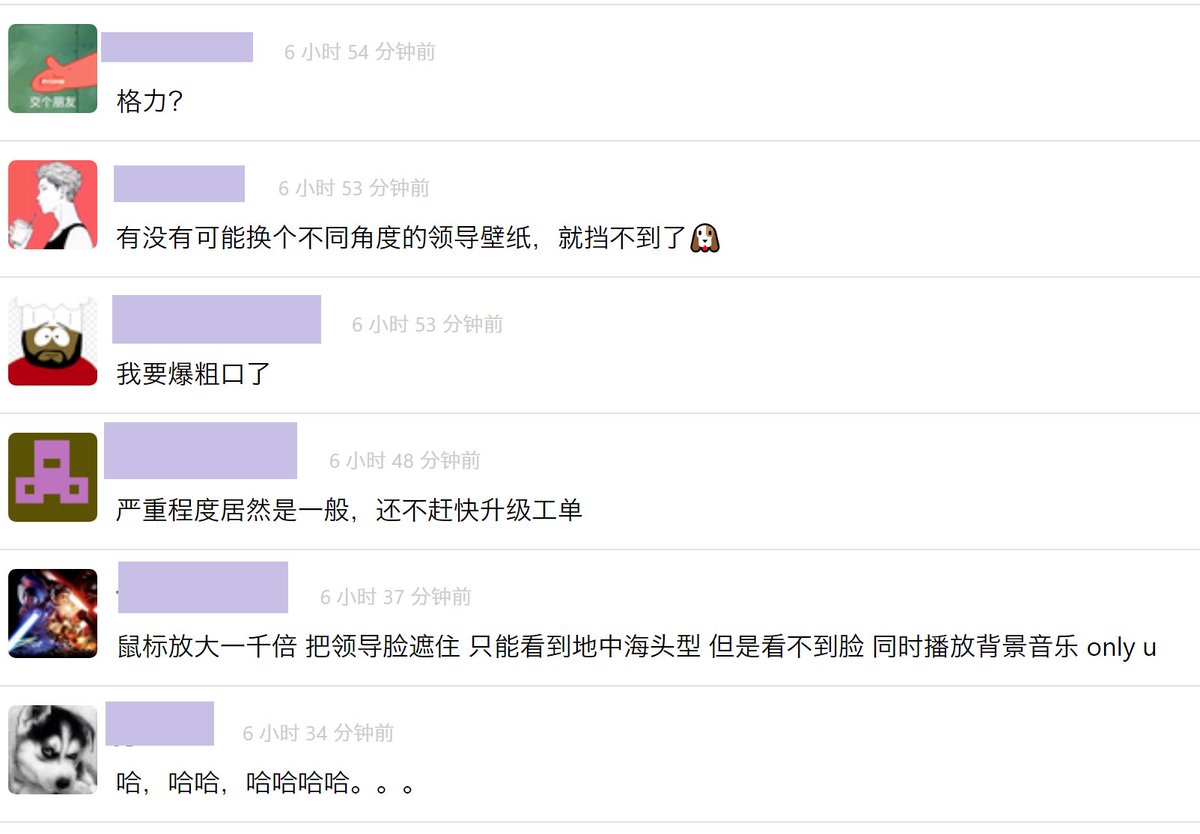 6 小时 54 分钟前
交个朋友
格力？
6 小时 53 分钟前
有没有可能换个不同角度的领导壁纸，就挡不到了
6 小时 53 分钟前
我要爆粗口了
6 小时 48 分钟前
严重程度居然是一般，还不赶快升级工单
6 小时 37 分钟前
鼠标放大一千倍 把领导脸遮住 只能看到地中海头型 但是看不到脸 同时播放背景音乐 only u
6 小时 34 分钟前
哈，哈哈，哈哈哈哈。。。